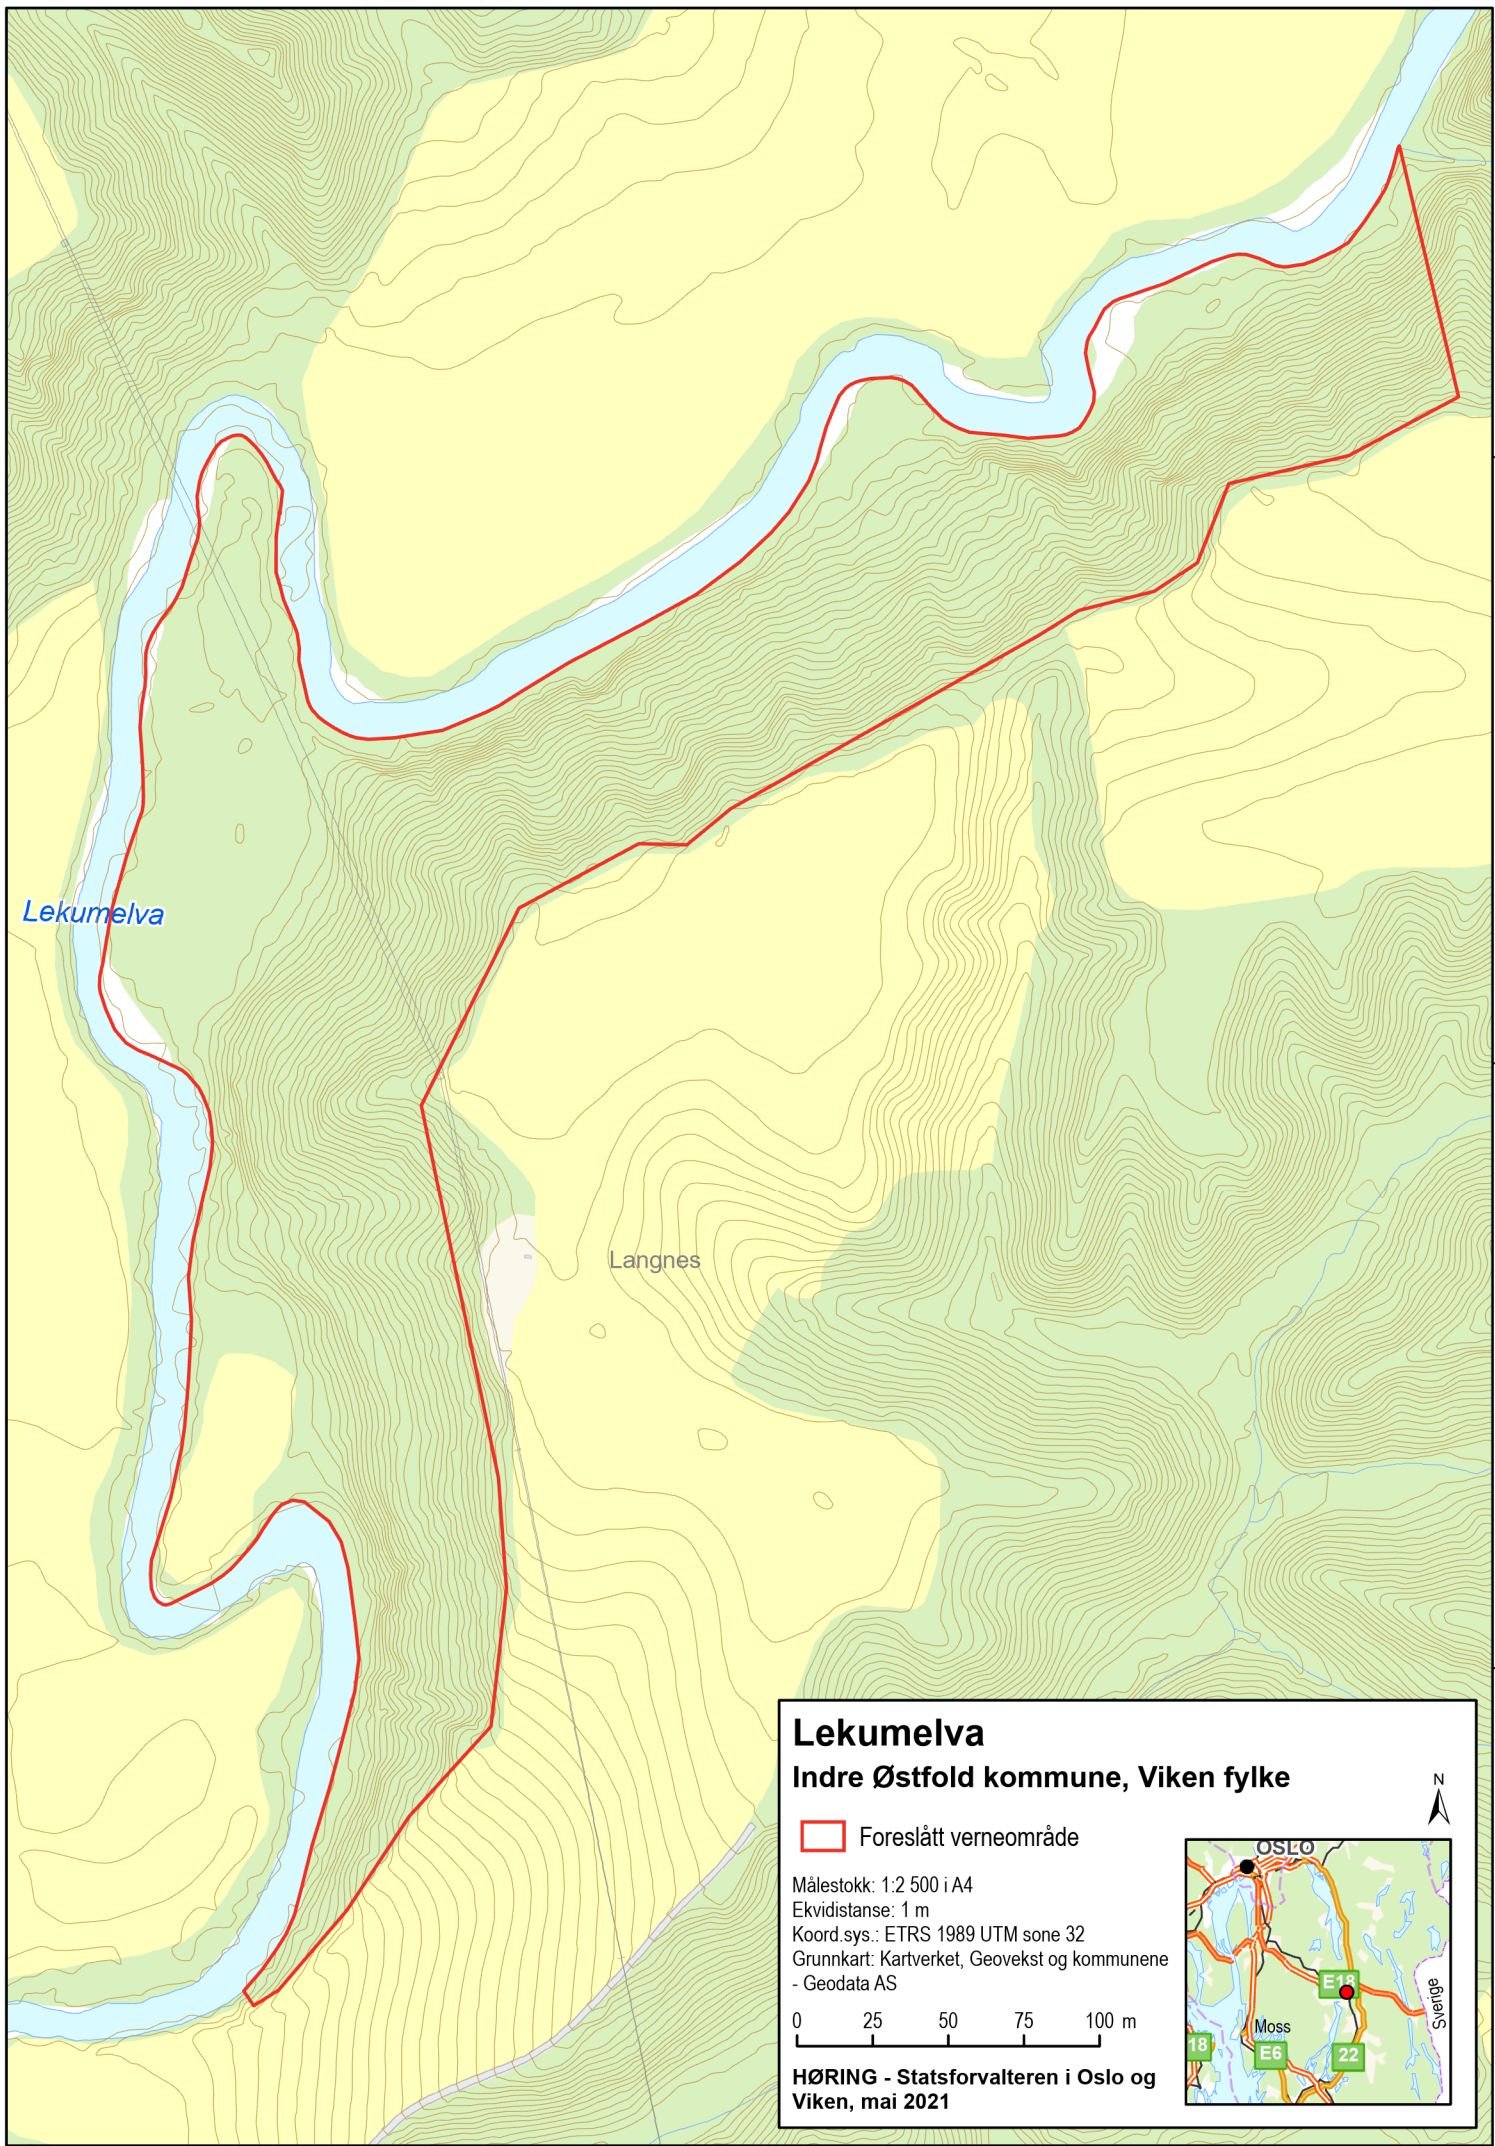 Lekumelva
Langnes
Lekumelva
Indre Østfold kommune, Viken fylke
Foreslått verneområde
Målestokk: 1:2 500 i A4
Ekvidistanse: 1 m
Koord.sys.: ETRS 1989 UTM sone 32
Grunnkart: Kartverket, Geovekst og kommunene
- Geodata AS
0 25 50 75 100 m
HØRING - Statsforvalteren i Oslo og
Viken, mai 2021
N
OSLO
E18
Sverige
Moss
18
E6
22